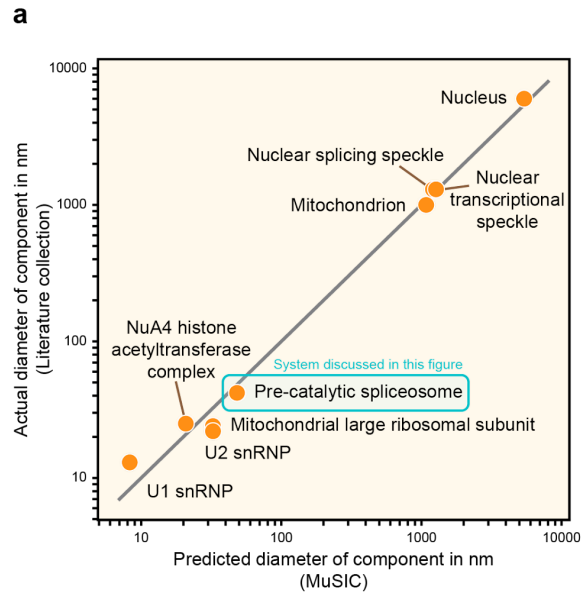 a
Actual diameter of component in nm
(Literature collection)
10000
1000
100
10
Nucleus
Nuclear splicing speckle
Nuclear
transcriptional
speckle
Mitochondrion
NuA4 histone
acetyltransferase
complex
System discussed in this figure
Pre-catalytic spliceosome
Mitochondrial large ribosomal subunit
U2 snRNP
U1 snRNP
10
100
1000
10000
Predicted diameter of component in nm
(MuSIC)